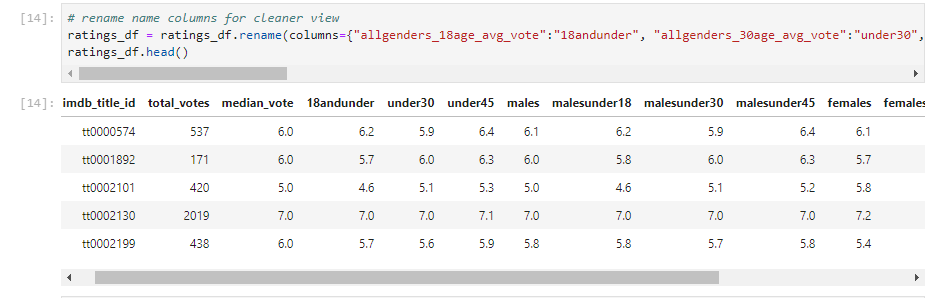 [14]: # rename name columns for cleaner view
ratings_df = ratings_df.rename(columns={"allgenders_18age_avg_vote":"18andunder", "allgenders_30age_avg_vote":"under30",
ratings_df.head()
[14]: imdb_title_id total_votes median_vote 18andunder under30 under45 males malesunder18 malesunder30 malesunder45 females females
tt0000574 537 6.0 6.2 5.9 6.4 6.1 6.2 5.9 6.4 6.1
tt0001892 171 6.0 5.7 6.0 6.3 6.0 5.8 6.0 6.3 5.7
tt0002101 420 5.0 4.6 5.1 5.3 5.0 4.6 5.1 5.2 5.8
tt0002130 2019 7.0 7.0 7.0 7.1 7.0 7.0 7.0 7.0 7.2
tt0002199 438 6.0 5.7 5.6 5.9 5.8 5.8 5.7 5.8 5.4